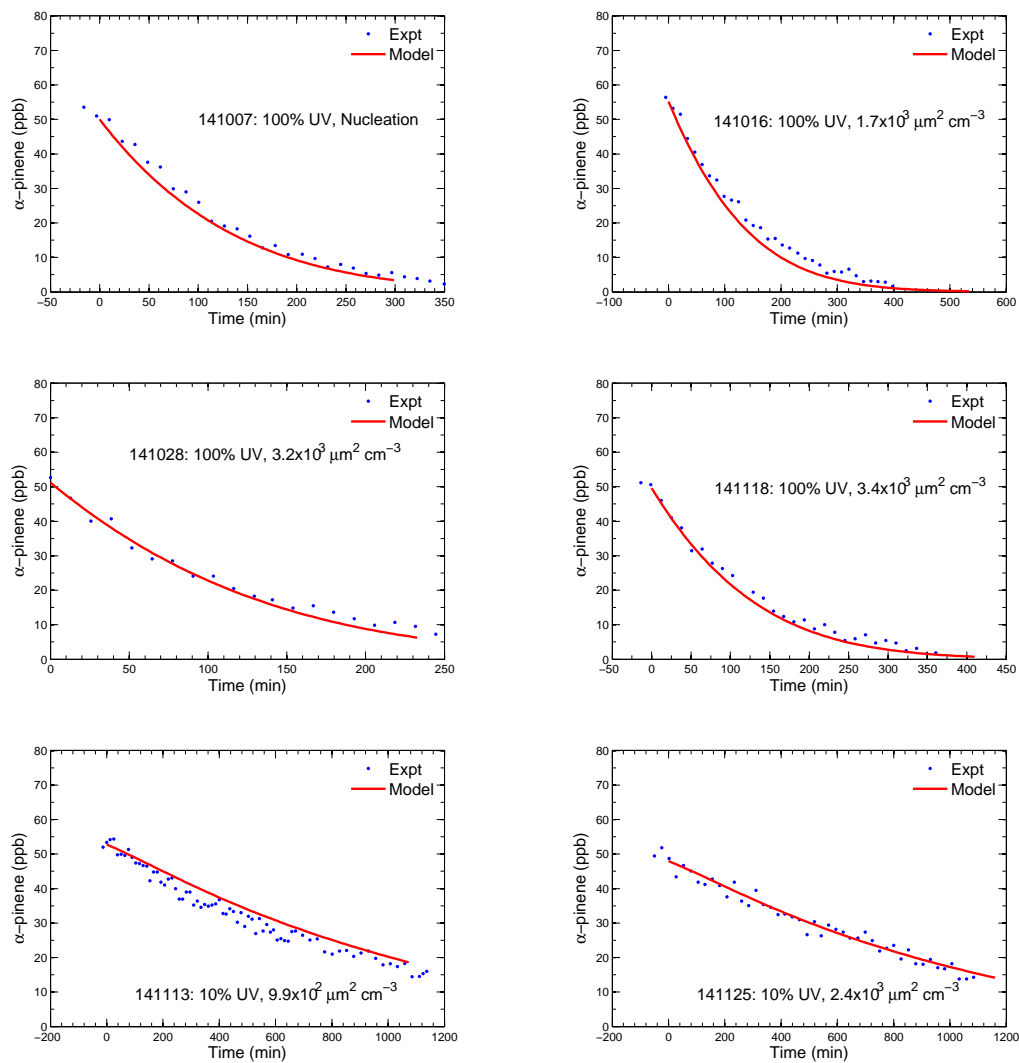 80
70
60
50
40
30
20
10
0
α−pinene (ppb)
Expt
Model
141007: 100% UV, Nucleation
−50 0 50 100 150 200 250 300 350
Time (min)
80
70
60
50
40
30
20
10
0
α−pinene (ppb)
Expt
Model
141016: 100% UV, 1.7x10³ μm² cm⁻³
−100 0 100 200 300 400 500 600
Time (min)
80
70
60
50
40
30
20
10
0
α−pinene (ppb)
Expt
Model
141028: 100% UV, 3.2x10³ μm² cm⁻³
0 50 100 150 200 250
Time (min)
80
70
60
50
40
30
20
10
0
α−pinene (ppb)
Expt
Model
141118: 100% UV, 3.4x10³ μm² cm⁻³
−50 0 50 100 150 200 250 300 350 400 450
Time (min)
80
70
60
50
40
30
20
10
0
α−pinene (ppb)
Expt
Model
141113: 10% UV, 9.9x10² μm² cm⁻³
−200 0 200 400 600 800 1000 1200
Time (min)
80
70
60
50
40
30
20
10
0
α−pinene (ppb)
Expt
Model
141125: 10% UV, 2.4x10³ μm² cm⁻³
−200 0 200 400 600 800 1000 1200
Time (min)